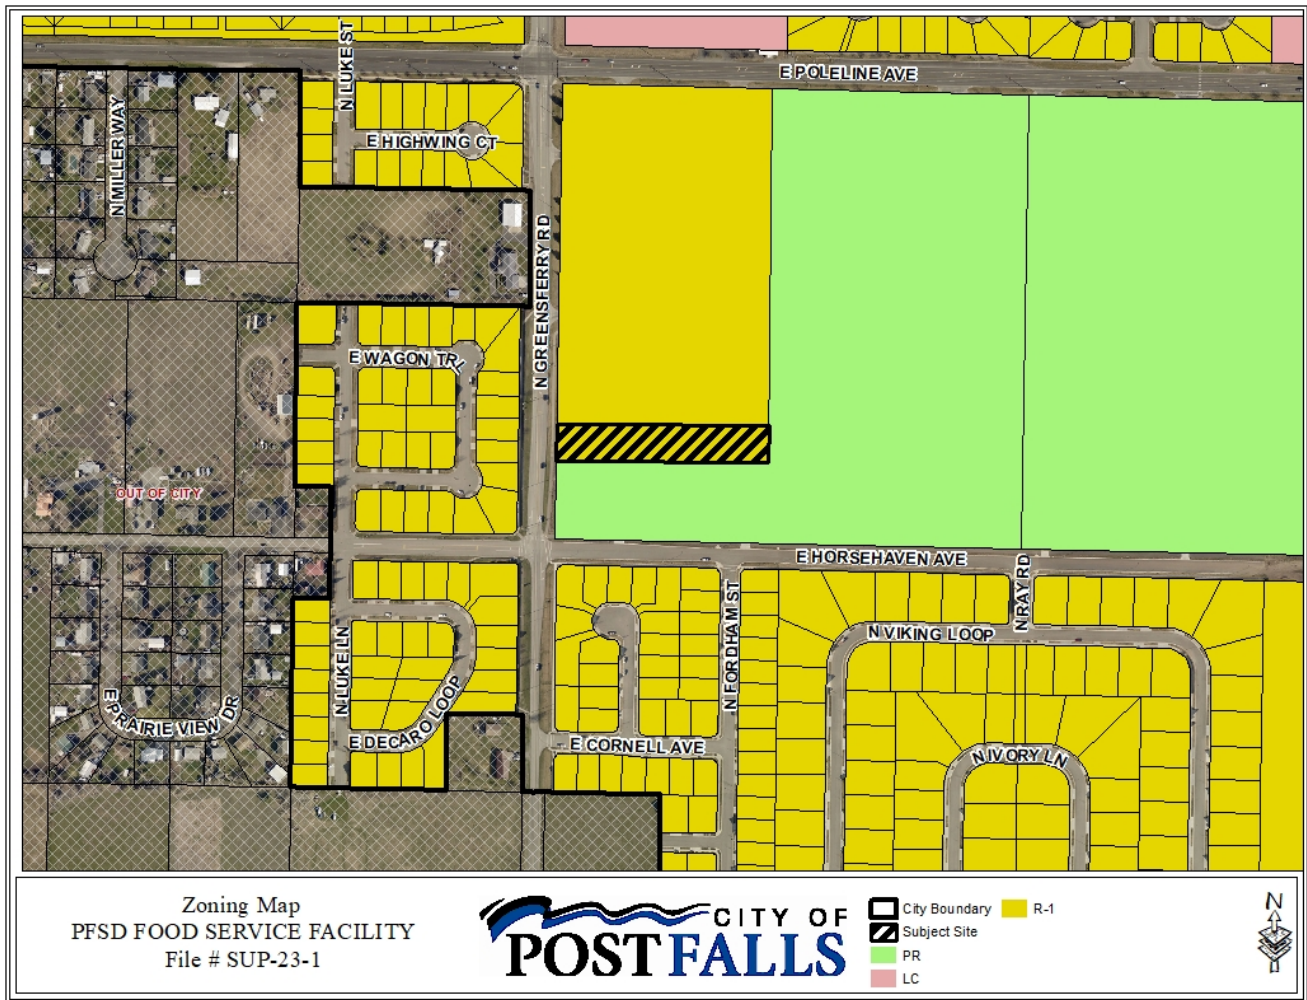 N LUKE ST
E POLELINE AVE
N MILLER WAY
E HIGHWING CT
N GREENSFERRY RD
E WAGON TRL
OUT OF CITY
E HORSEHAVEN AVE
N RAY RD
N FORDHAM ST
N VIKING LOOP
N LUKE LN
E PRAIRIE VIEW DR
E DECARO LOOP
E CORNELL AVE
N IVORY LN
Zoning Map
PFSD FOOD SERVICE FACILITY
File # SUP-23-1
CITY OF
POST FALLS
City Boundary
R-1
Subject Site
PR
LC
N